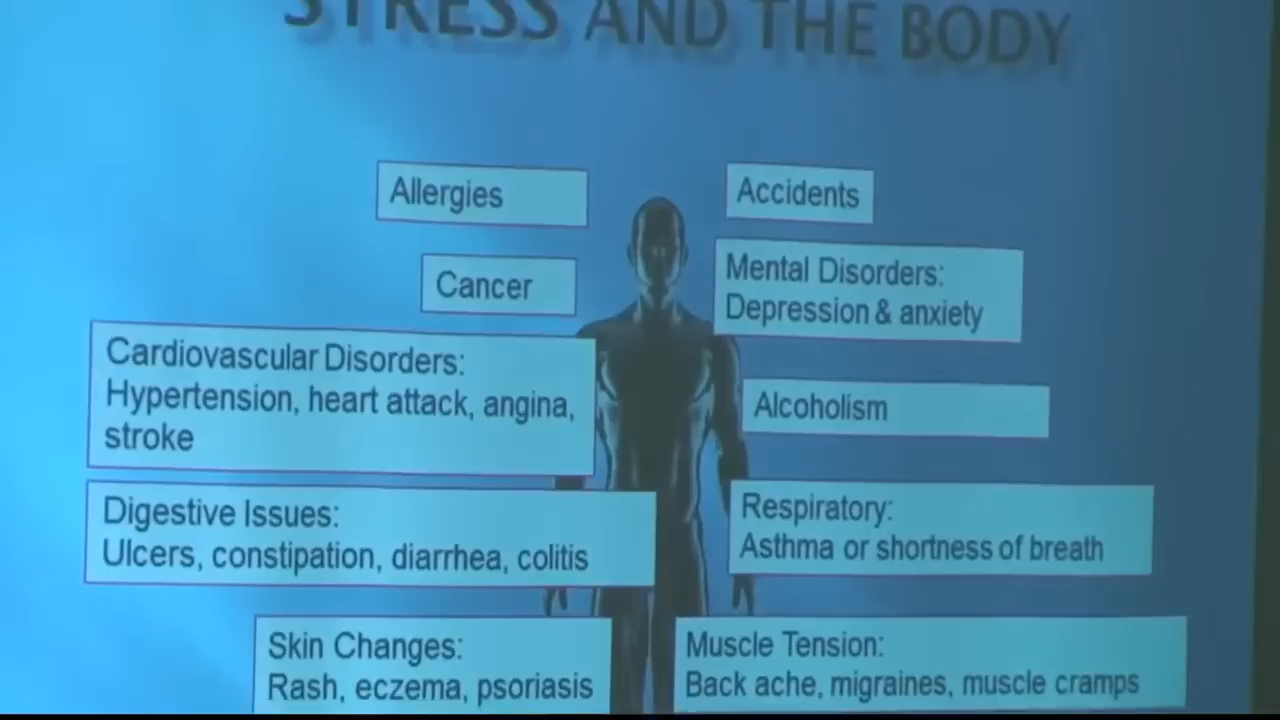 STRESS AND THE BODY
Allergies
Accidents
Cancer
Mental Disorders:
Depression & anxiety
Cardiovascular Disorders:
Hypertension, heart attack, angina,
stroke
Alcoholism
Digestive Issues:
Ulcers, constipation, diarrhea, colitis
Respiratory:
Asthma or shortness of breath
Skin Changes:
Rash, eczema, psoriasis
Muscle Tension:
Back ache, migraines, muscle cramps